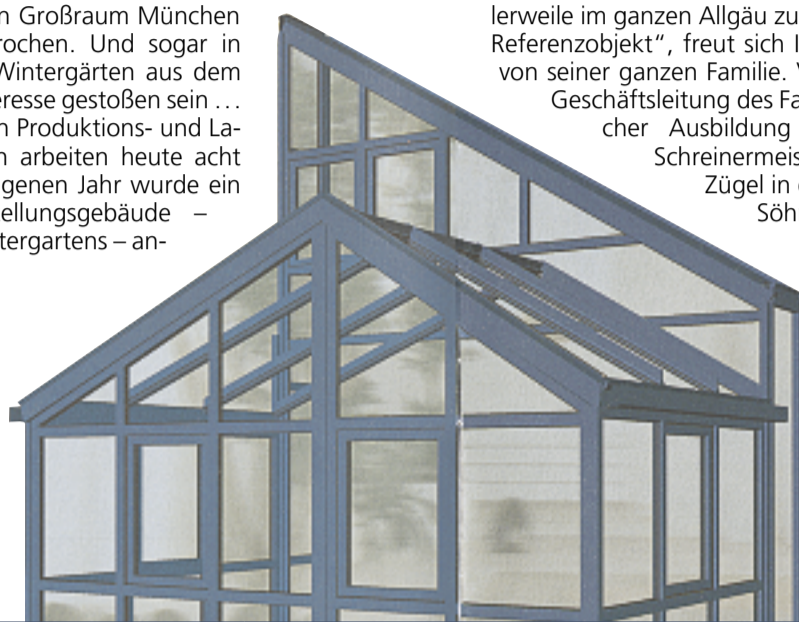 n Großraum München
rochen. Und sogar in
Wintergärten aus dem
eresse gestoßen sein ...
n Produktions- und La-
n arbeiten heute acht
genen Jahr wurde ein
ellungsgebäude –
tergartens – an-
lerweile im ganzen Allgäu zu
Referenzobjekt“, freut sich I
von seiner ganzen Familie. V
Geschäftsleitung des Fa
cher Ausbildung
Schreinermeis
Zügel in
Söh